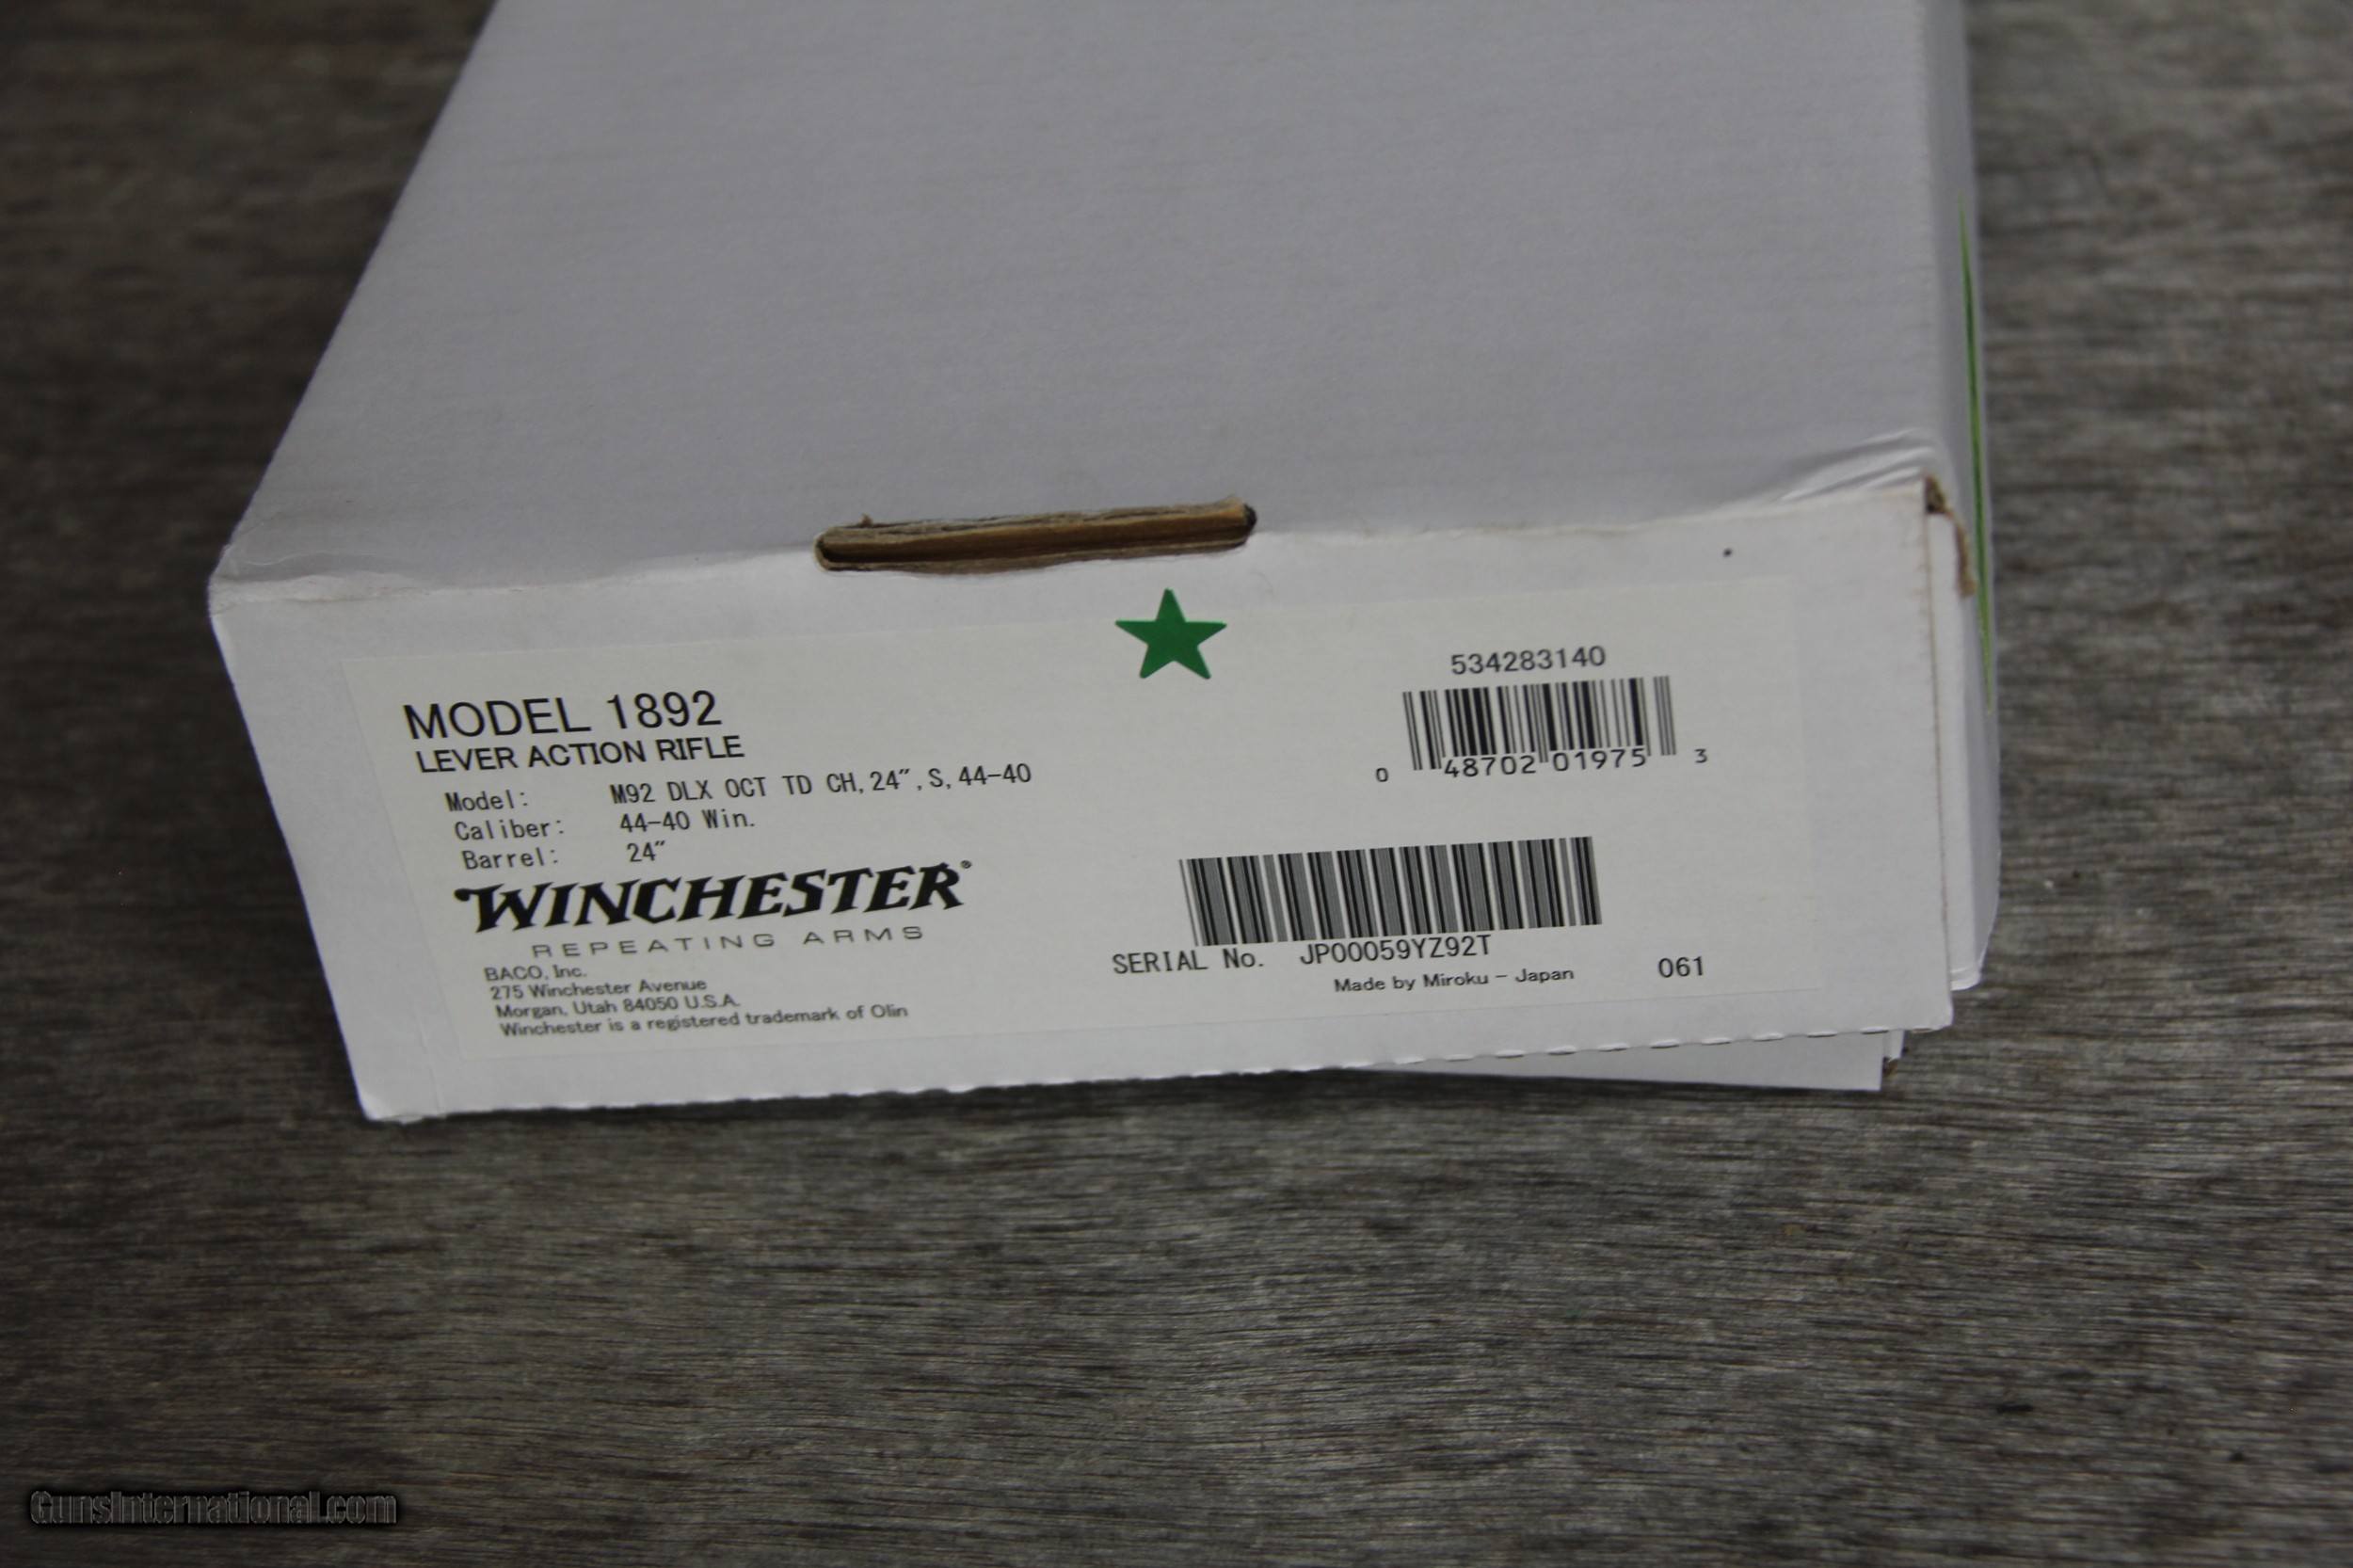 MODEL 1892
LEVER ACTION RIFLE
Model: M92 DLX OCT TD CH, 24", S, 44-40
Caliber: 44-40 Win.
Barrel: 24"
WINCHESTER®
REPEATING ARMS
BACO, Inc.
275 Winchester Avenue
Morgan, Utah 84050 U.S.A.
Winchester is a registered trademark of Olin
534283140
0 48702 01975 3
SERIAL No. JP00059YZ92T
Made by Miroku - Japan 061
GunsInternational.com